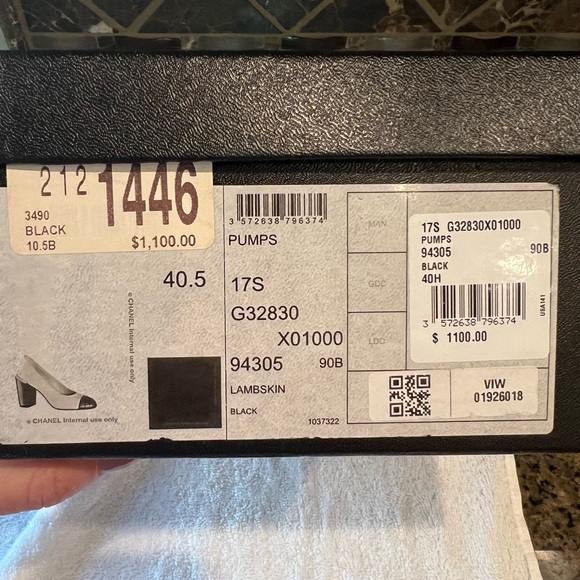 212 1446
3490
BLACK
10.5B $1,100.00
40.5
© CHANEL Internal use only
© CHANEL Internal use only
3 572638 796374
PUMPS
17S
G32830
X01000
94305 90B
LAMBSKIN
BLACK
1037322
MAN
GDC
LDD
17S G32830X01000
PUMPS
94305 90B
BLACK
40H
3 572638 796374
USA141
$ 1100.00
VIW
01926018